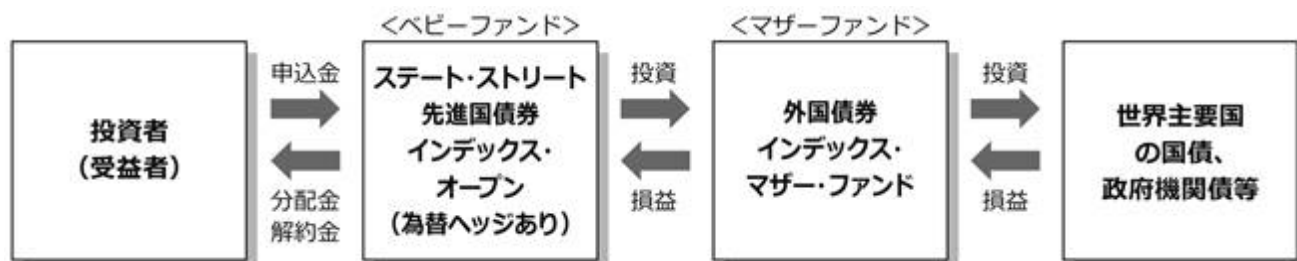 <ベビーファンド>
<マザーファンド>
投資者
（受益者）
申込金
分配金
解約金
ステート・ストリート
先進国債券
インデックス・
オープン
（為替ヘッジあり）
投資
損益
外国債券
インデックス・
マザー・ファンド
投資
損益
世界主要国
の国債、
政府機関債等